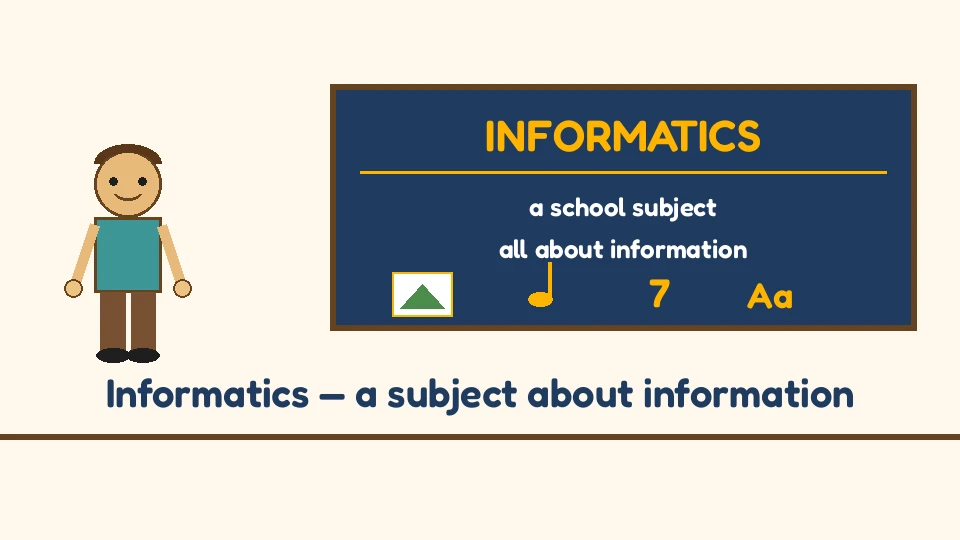 INFORMATICS
a school subject
all about information
7 Aa
Informatics — a subject about information